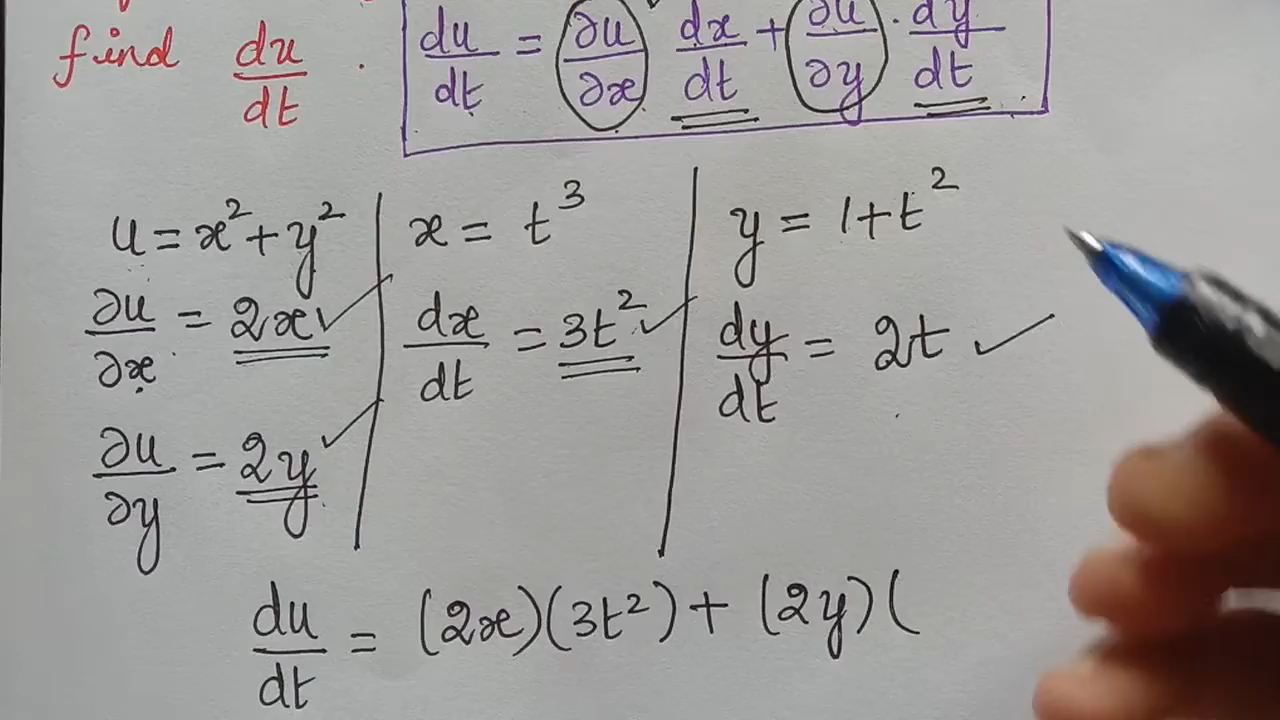 find du/dt . du/dt = ∂u/∂x dx/dt + ∂u/∂y . dy/dt .
u = x² + y² | x = t³ | y = 1+t²
∂u/∂x = 2x ✓ | dx/dt = 3t² ✓ | dy/dt = 2t ✓
∂u/∂y = 2y ✓
du/dt = (2x)(3t²) + (2y)(